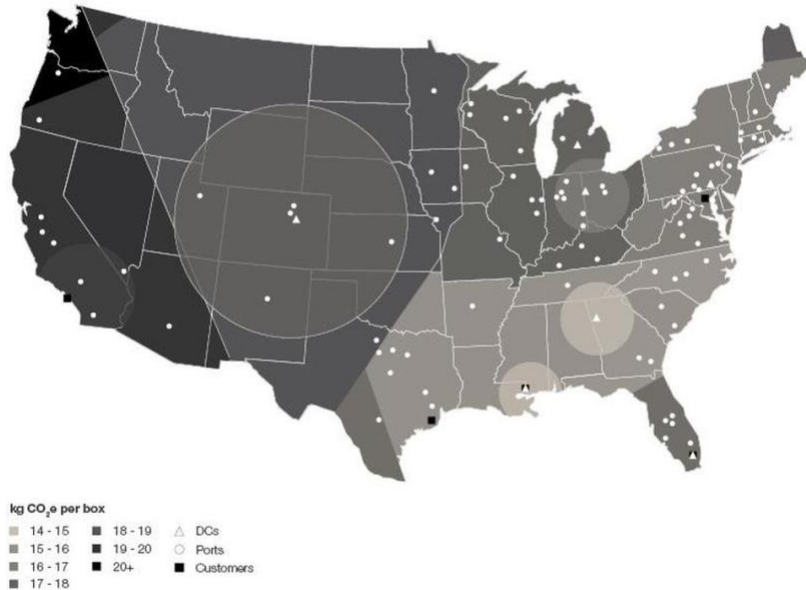 kg CO₂e per box
14 - 15
18 - 19
DCs
15 - 16
19 - 20
Ports
16 - 17
20+
Customers
17 - 18